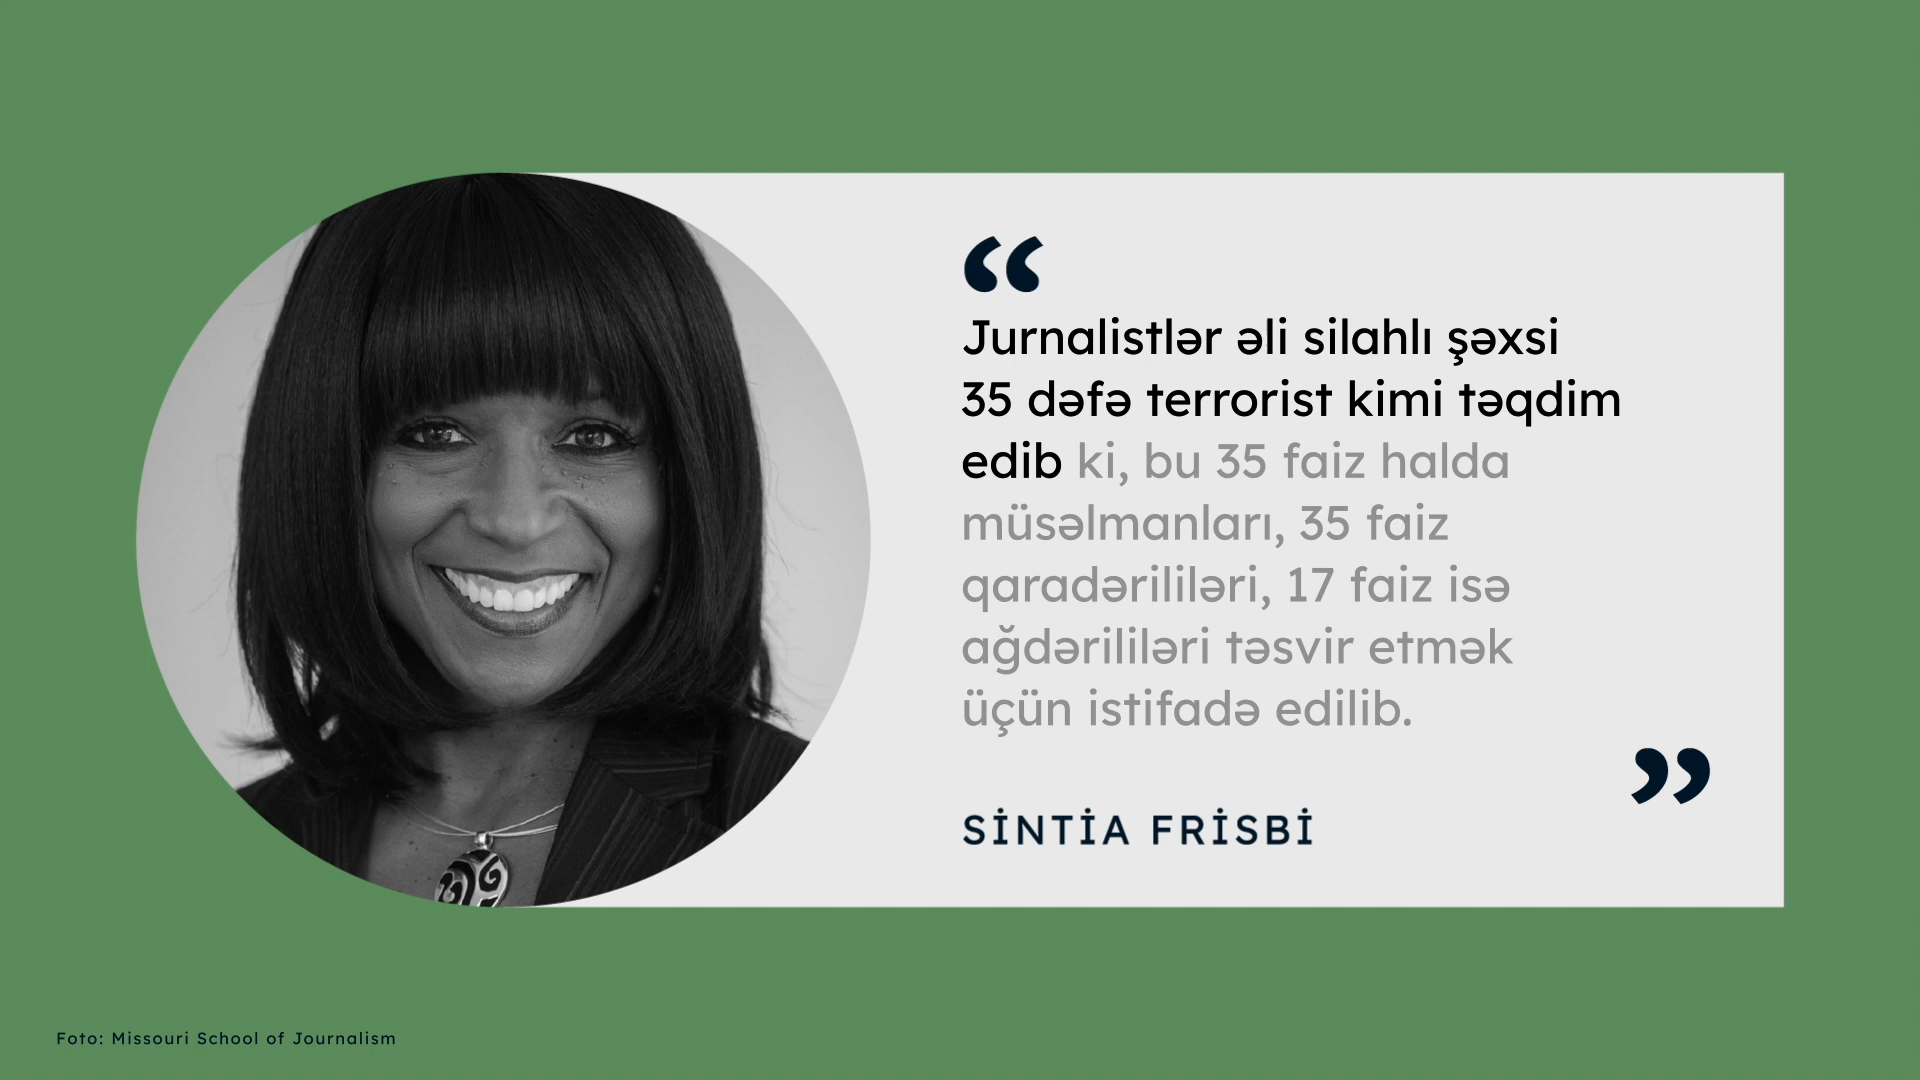 “
Jurnalistlər əli silahlı şəxsi
35 dəfə terrorist kimi təqdim
edib ki, bu 35 faiz halda
müsəlmanları, 35 faiz
qaradərililəri, 17 faiz isə
ağdərililəri təsvir etmək
üçün istifadə edilib.
”
SİNTİA FRİSBİ
Foto: Missouri School of Journalism